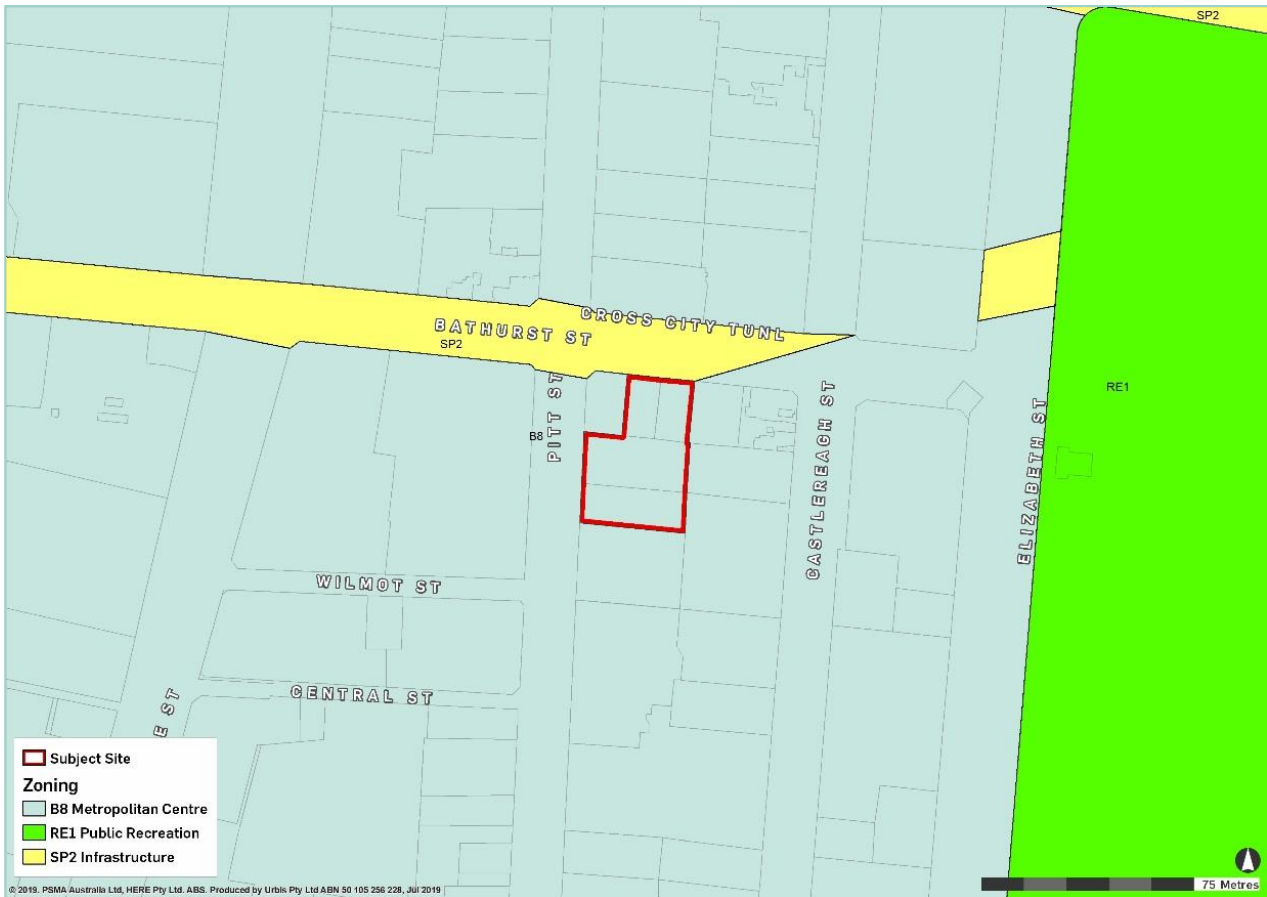 SP2
CROSS CITY TUNL
BATHURST ST
SP2
RE1
PITT ST
B8
CASTLEREAGH ST
ELIZABETH ST
WILMOT ST
CENTRAL ST
E ST
Subject Site
Zoning
B8 Metropolitan Centre
RE1 Public Recreation
SP2 Infrastructure
75 Metres
© 2019. PSMA Australia Ltd, HERE Pty Ltd. ABS. Produced by Urbis Pty Ltd ABN 50 105 256 228, Jul 2019